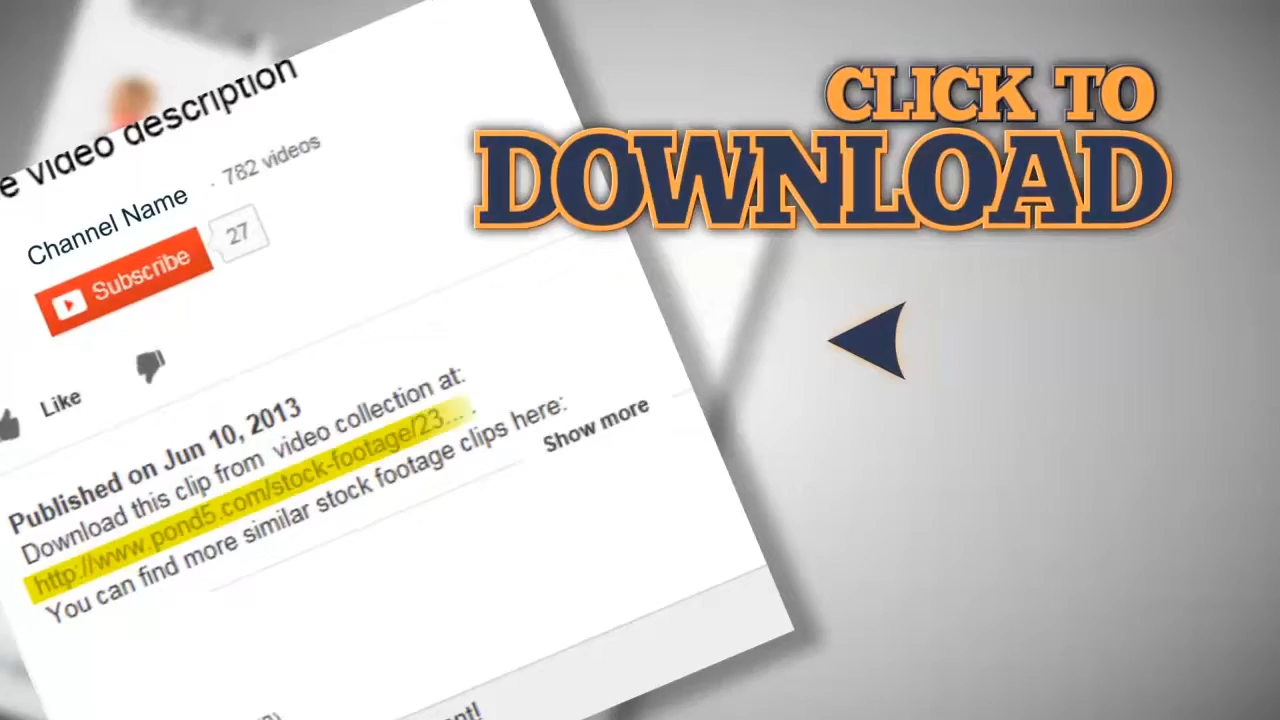 CLICK TO
DOWNLOAD
e video description
Channel Name · 782 videos
Subscribe 27
Like
Published on Jun 10, 2013
Download this clip from video collection at:
http://www.pond5.com/stock-footage/23... .
You can find more similar stock footage clips here:
Show more